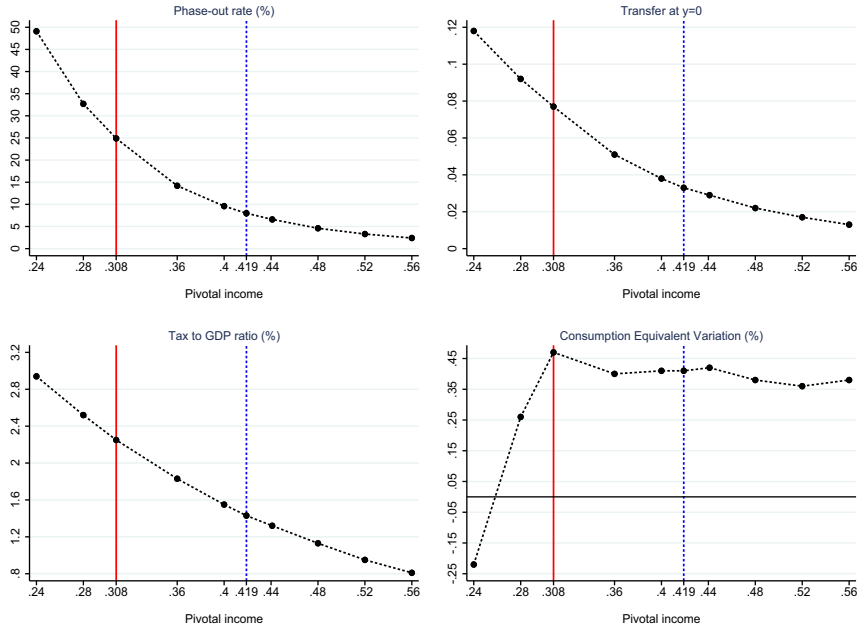 Phase-out rate (%)
50
45
40
35
30
25
20
15
10
5
0
.24 .28 .308 .36 .4 .419 .44 .48 .52 .56
Pivotal income
Transfer at y=0
.12
.1
.08
.06
.04
.02
0
.24 .28 .308 .36 .4 .419 .44 .48 .52 .56
Pivotal income
Tax to GDP ratio (%)
3.2
2.8
2.4
2
1.6
1.2
.8
.24 .28 .308 .36 .4 .419 .44 .48 .52 .56
Pivotal income
Consumption Equivalent Variation (%)
.45
.35
.25
.15
.05
-.05
-.15
-.25
.24 .28 .308 .36 .4 .419 .44 .48 .52 .56
Pivotal income